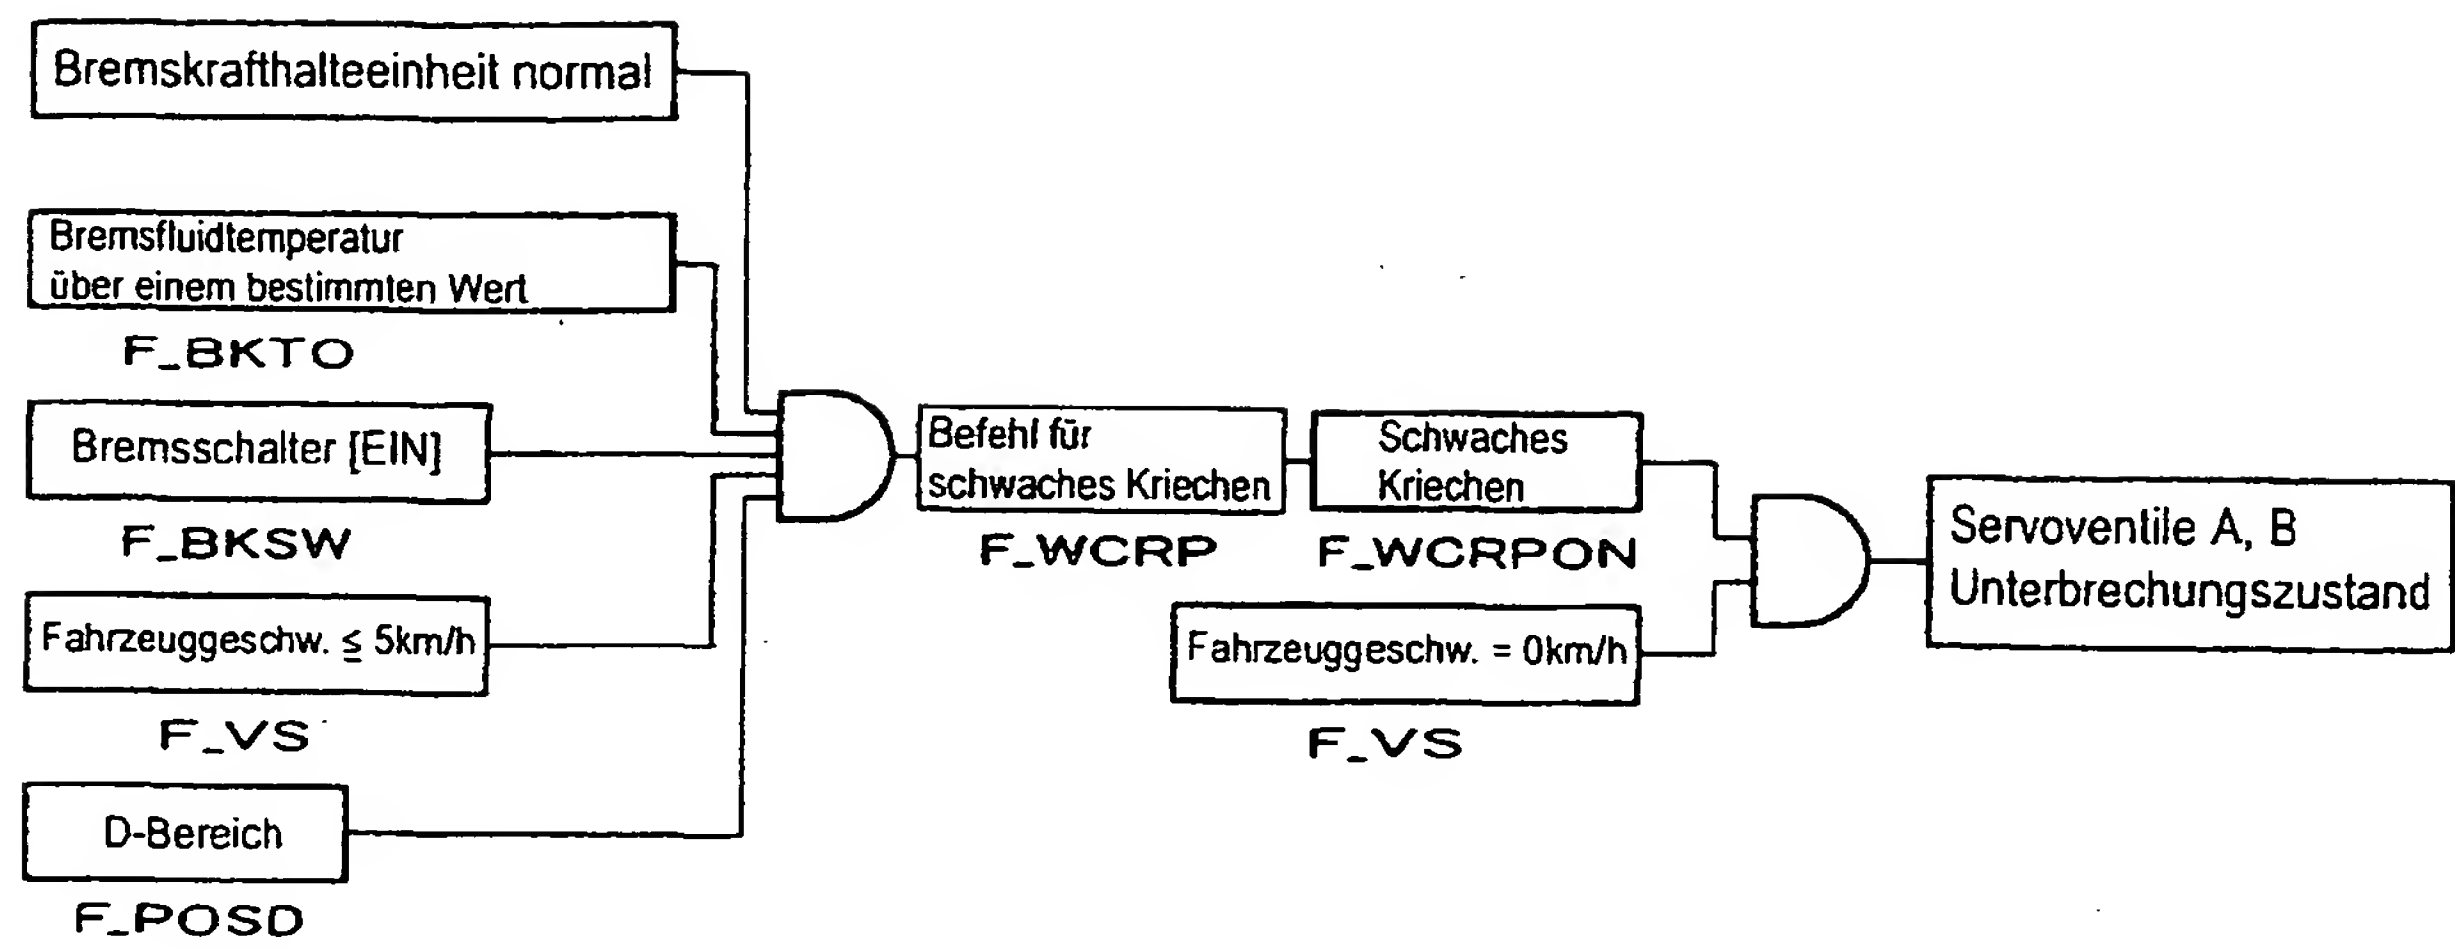 Bremskrafthalteeinheit normal
Bremsfluidtemperatur
über einem bestimmten Wert
F_BKTO
Bremsschalter [EIN]
F_BKSW
Fahrzeuggeschw. ≦ 5km/h
F_VS
D-Bereich
F_POSD
Befehl für
schwaches Kriechen
F_WCRP
Schwaches
Kriechen
F_WCRPON
Fahrzeuggeschw. = 0km/h
F_VS
Servoventile A, B
Unterbrechungszustand